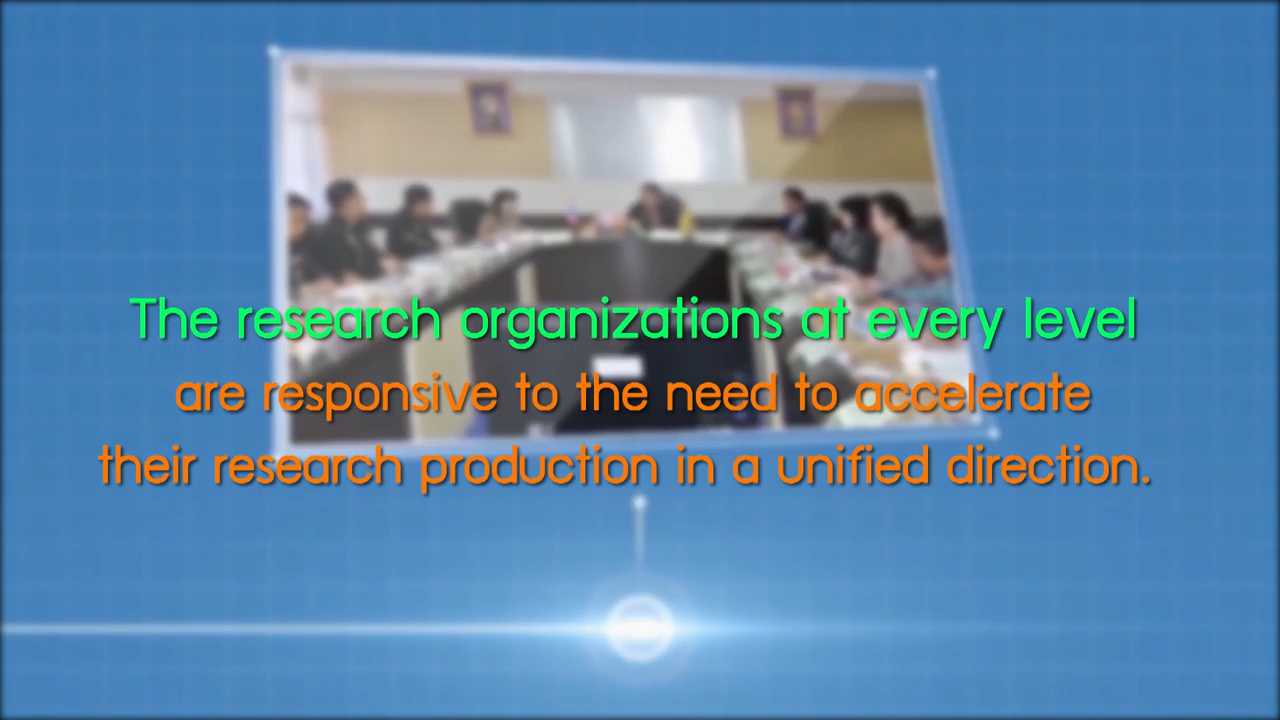 The research organizations at every level
are responsive to the need to accelerate
their research production in a unified direction.